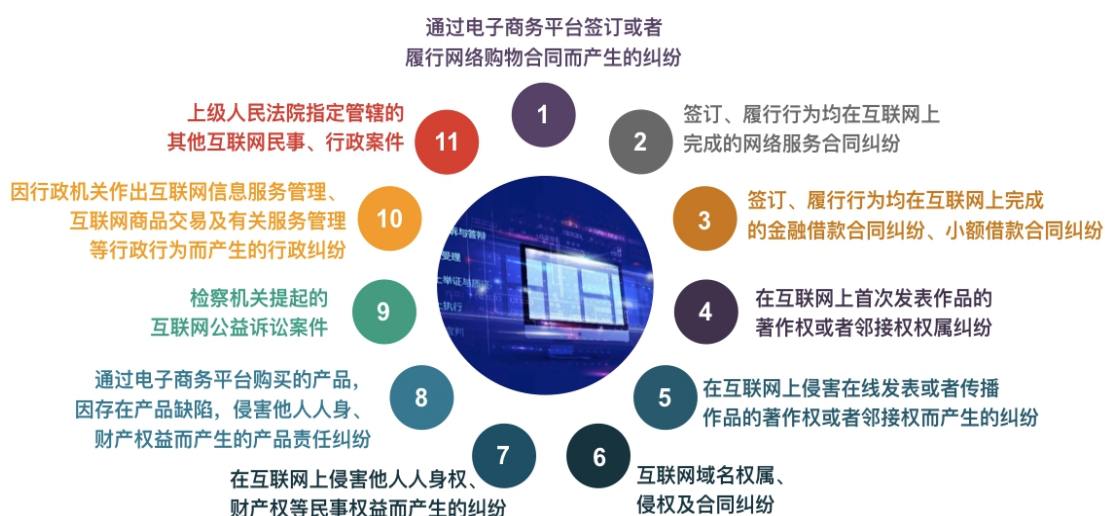 通过电子商务平台签订或者
履行网络购物合同而产生的纠纷
1
签订、履行行为均在互联网上
完成的网络服务合同纠纷
2
签订、履行行为均在互联网上完成
的金融借款合同纠纷、小额借款合同纠纷
3
在互联网上首次发表作品的
著作权或者邻接权权属纠纷
4
在互联网上侵害在线发表或者传播
作品的著作权或者邻接权而产生的纠纷
5
互联网域名权属、
侵权及合同纠纷
6
在互联网上侵害他人人身权、
财产权等民事权益而产生的纠纷
7
通过电子商务平台购买的产品，
因存在产品缺陷，侵害他人人身、
财产权益而产生的产品责任纠纷
8
检察机关提起的
互联网公益诉讼案件
9
因行政机关作出互联网信息服务管理、
互联网商品交易及有关服务管理
等行政行为而产生的行政纠纷
10
上级人民法院指定管辖的
其他互联网民事、行政案件
11